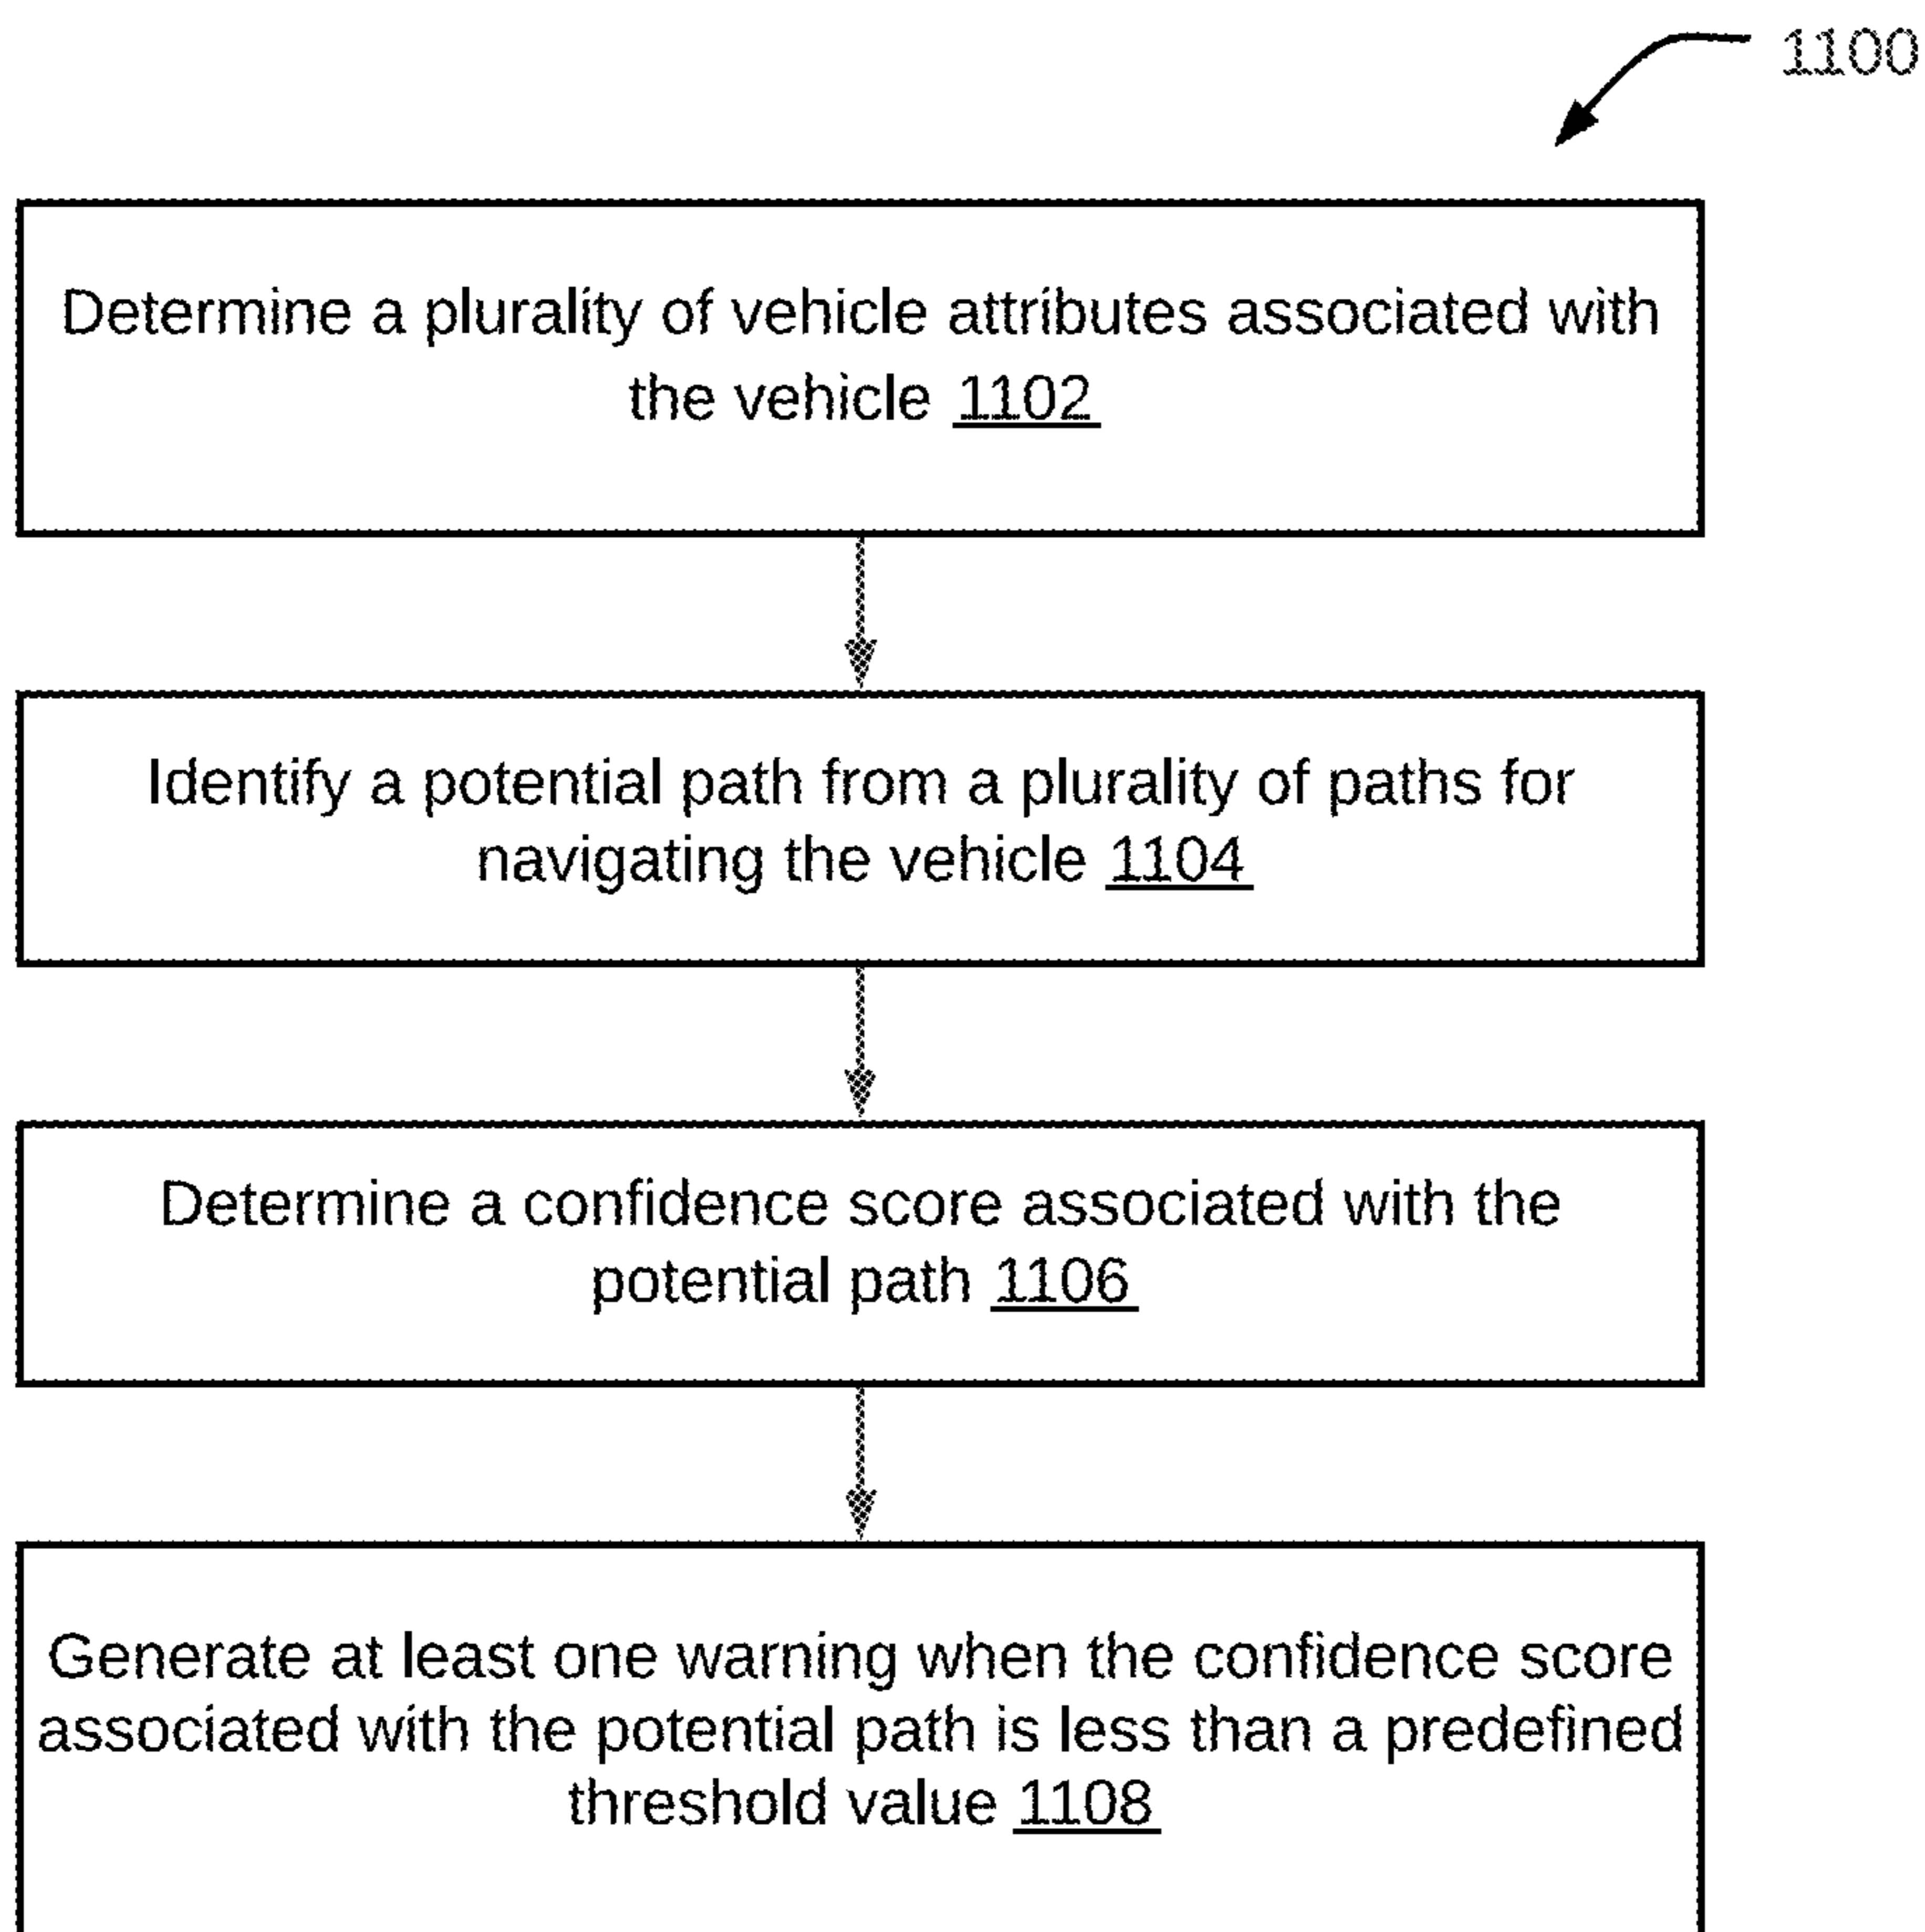 1100
Determine a plurality of vehicle attributes associated with
the vehicle 1102
Identify a potential path from a plurality of paths for
navigating the vehicle 1104
Determine a confidence score associated with the
potential path 1106
Generate at least one warning when the confidence score
associated with the potential path is less than a predefined
threshold value 1108